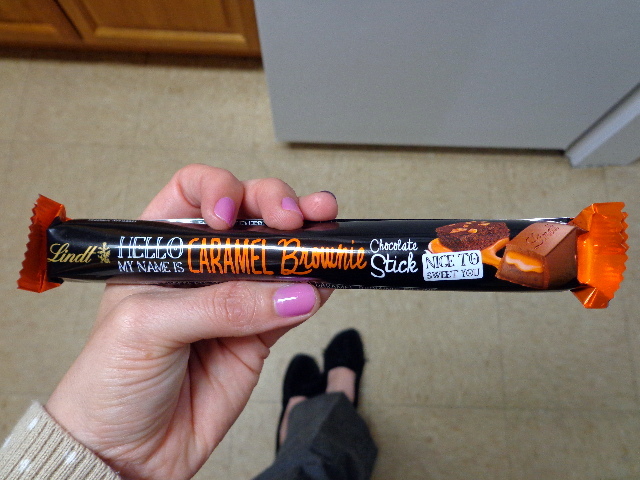 Lindt
HELLO
MY NAME IS
CARAMEL Brownie
Chocolate
Stick
NICE TO
SWEET YOU